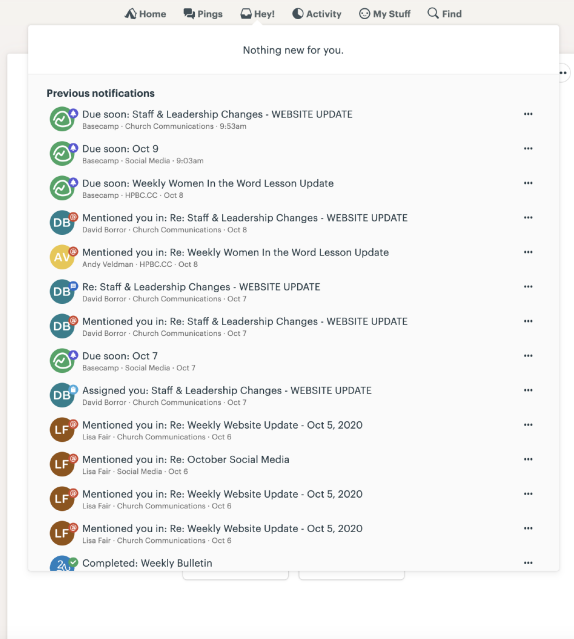 Home Pings Hey! Activity My Stuff Find
Nothing new for you.
Previous notifications
Due soon: Staff & Leadership Changes - WEBSITE UPDATE
Basecamp · Church Communications · 9:53am
Due soon: Oct 9
Basecamp · Social Media · 9:03am
Due soon: Weekly Women In the Word Lesson Update
Basecamp · HPBC.CC · Oct 8
DB Mentioned you in: Re: Staff & Leadership Changes - WEBSITE UPDATE
David Borror · Church Communications · Oct 8
AV Mentioned you in: Re: Weekly Women In the Word Lesson Update
Andy Veldman · HPBC.CC · Oct 8
DB Re: Staff & Leadership Changes - WEBSITE UPDATE
David Borror · Church Communications · Oct 7
DB Mentioned you in: Re: Staff & Leadership Changes - WEBSITE UPDATE
David Borror · Church Communications · Oct 7
Due soon: Oct 7
Basecamp · Social Media · Oct 7
DB Assigned you: Staff & Leadership Changes - WEBSITE UPDATE
David Borror · Church Communications · Oct 7
LF Mentioned you in: Re: Weekly Website Update - Oct 5, 2020
Lisa Fair · Church Communications · Oct 6
LF Mentioned you in: Re: October Social Media
Lisa Fair · Social Media · Oct 6
LF Mentioned you in: Re: Weekly Website Update - Oct 5, 2020
Lisa Fair · Church Communications · Oct 6
LF Mentioned you in: Re: Weekly Website Update - Oct 5, 2020
Lisa Fair · Church Communications · Oct 6
Completed: Weekly Bulletin